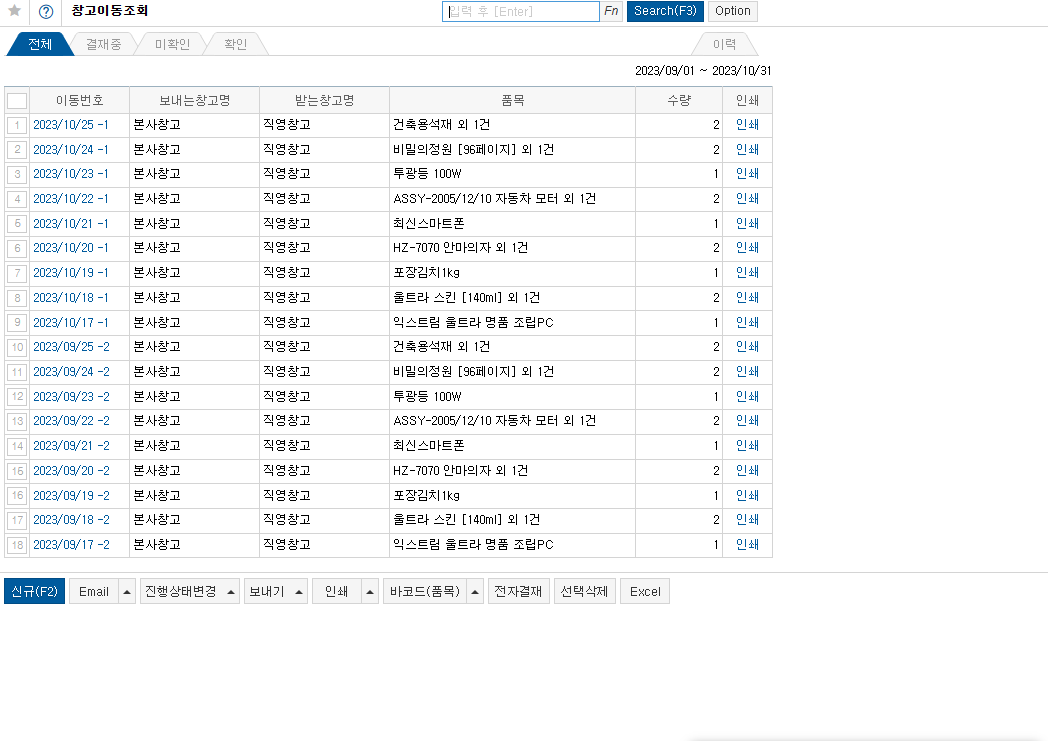 창고이동조회 입력 후 [Enter] Fn Search(F3) Option
전체 결재중 미확인 확인 이력
2023/09/01 ~ 2023/10/31
이동번호 보내는창고명 받는창고명 품목 수량 인쇄
1 2023/10/25 -1 본사창고 직영창고 건축용석재 외 1건 2 인쇄
2 2023/10/24 -1 본사창고 직영창고 비밀의정원 [96페이지] 외 1건 2 인쇄
3 2023/10/23 -1 본사창고 직영창고 투광등 100W 1 인쇄
4 2023/10/22 -1 본사창고 직영창고 ASSY-2005/12/10 자동차 모터 외 1건 2 인쇄
5 2023/10/21 -1 본사창고 직영창고 최신스마트폰 1 인쇄
6 2023/10/20 -1 본사창고 직영창고 HZ-7070 안마의자 외 1건 2 인쇄
7 2023/10/19 -1 본사창고 직영창고 포장김치1kg 1 인쇄
8 2023/10/18 -1 본사창고 직영창고 울트라 스킨 [140ml] 외 1건 2 인쇄
9 2023/10/17 -1 본사창고 직영창고 익스트림 울트라 명품 조립PC 1 인쇄
10 2023/09/25 -2 본사창고 직영창고 건축용석재 외 1건 2 인쇄
11 2023/09/24 -2 본사창고 직영창고 비밀의정원 [96페이지] 외 1건 2 인쇄
12 2023/09/23 -2 본사창고 직영창고 투광등 100W 1 인쇄
13 2023/09/22 -2 본사창고 직영창고 ASSY-2005/12/10 자동차 모터 외 1건 2 인쇄
14 2023/09/21 -2 본사창고 직영창고 최신스마트폰 1 인쇄
15 2023/09/20 -2 본사창고 직영창고 HZ-7070 안마의자 외 1건 2 인쇄
16 2023/09/19 -2 본사창고 직영창고 포장김치1kg 1 인쇄
17 2023/09/18 -2 본사창고 직영창고 울트라 스킨 [140ml] 외 1건 2 인쇄
18 2023/09/17 -2 본사창고 직영창고 익스트림 울트라 명품 조립PC 1 인쇄
신규(F2) Email 진행상태변경 보내기 인쇄 바코드(품목) 전자결재 선택삭제 Excel